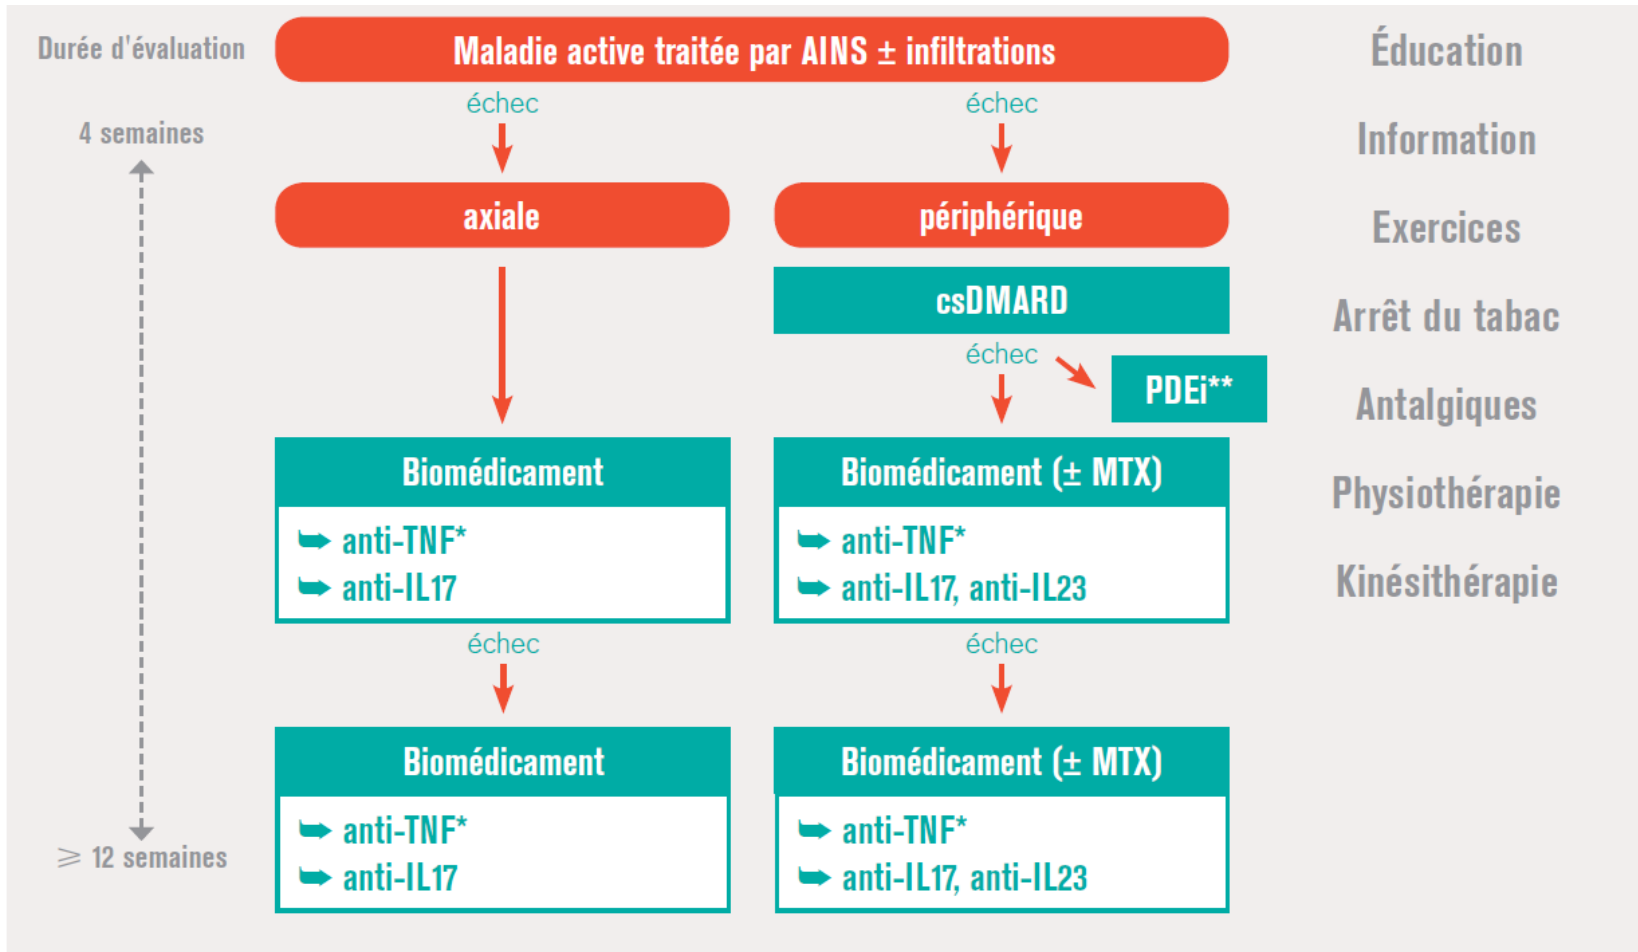 Durée d'évaluation
Maladie active traitée par AINS ± infiltrations
Éducation
échec
échec
4 semaines
Information
axiale
périphérique
Exercices
csDMARD
Arrêt du tabac
échec
PDEi**
Antalgiques
Biomédicament
Biomédicament (± MTX)
Physiothérapie
➥ anti-TNF*
➥ anti-TNF*
➥ anti-IL17
➥ anti-IL17, anti-IL23
Kinésithérapie
échec
échec
Biomédicament
Biomédicament (± MTX)
➥ anti-TNF*
➥ anti-TNF*
⩾ 12 semaines
➥ anti-IL17
➥ anti-IL17, anti-IL23